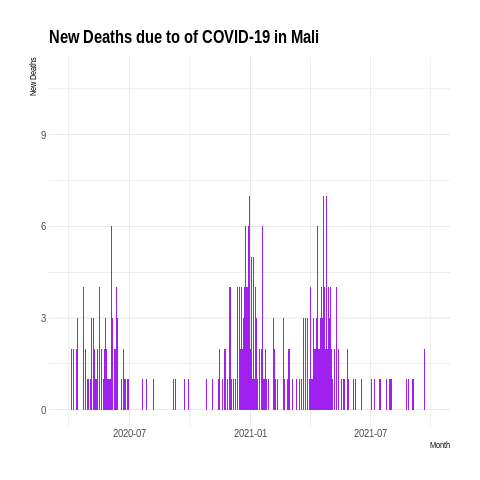 New Deaths due to of COVID-19 in Mali
New Deaths
9
6
3
0
2020-07
2021-01
2021-07
Month